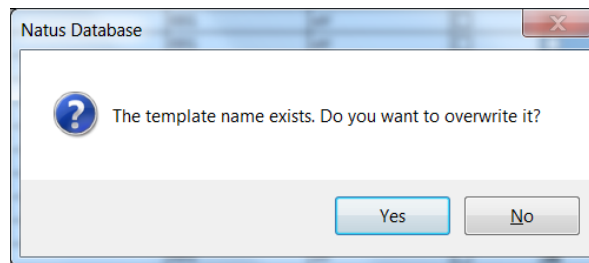 Natus Database
The template name exists. Do you want to overwrite it?
Yes
No